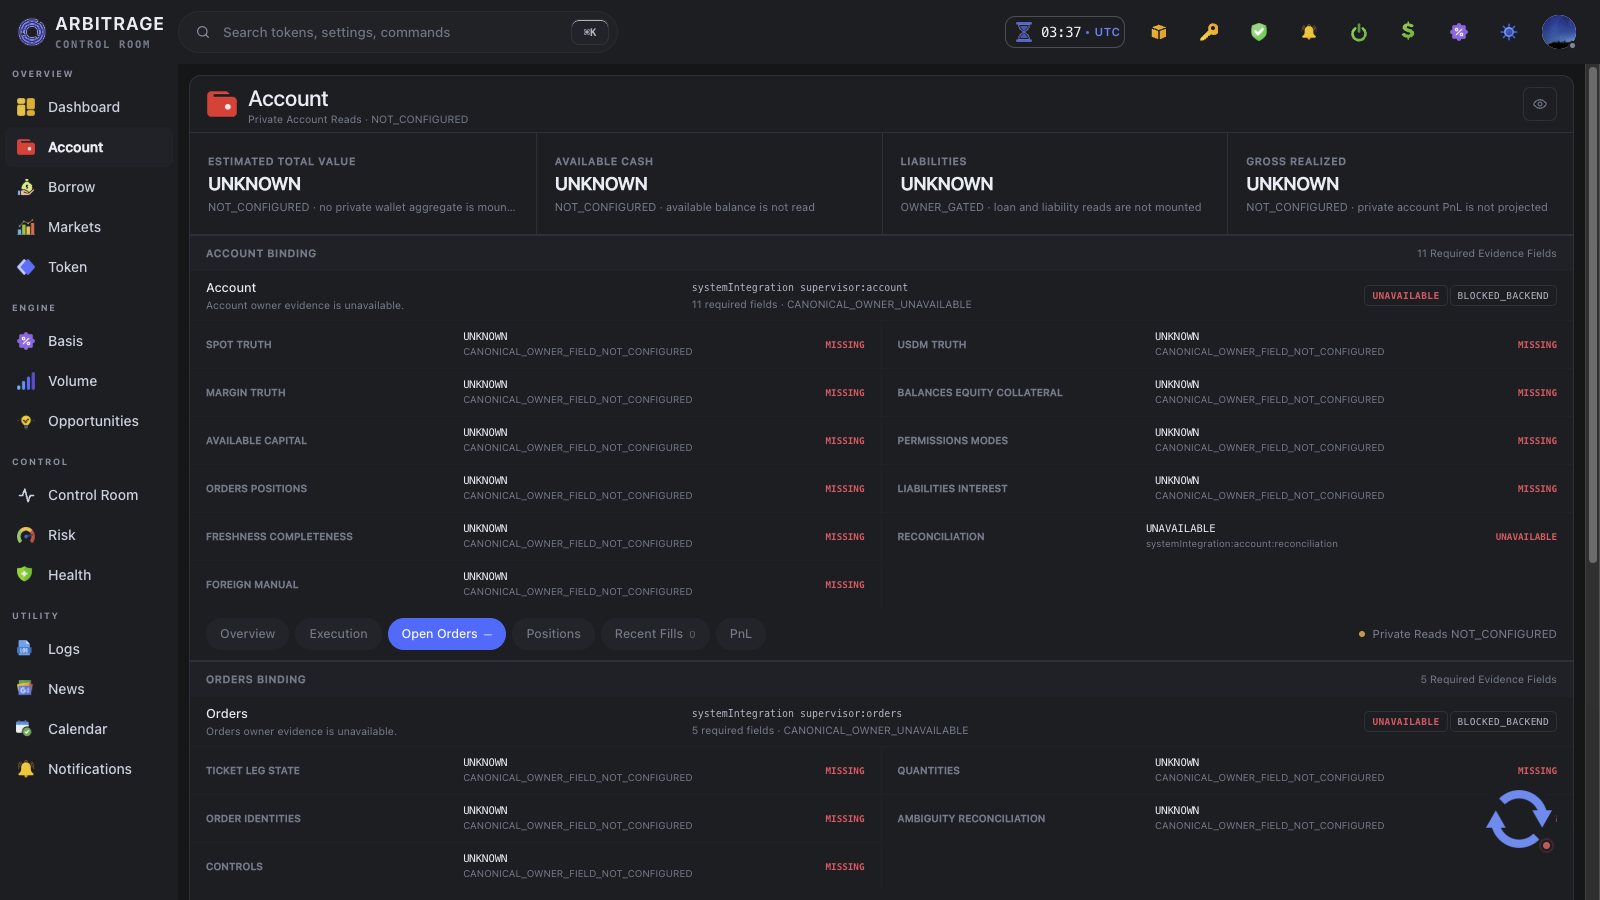 ARBITRAGE
CONTROL ROOM
Search tokens, settings, commands
⌘K
03:37 • UTC
OVERVIEW
Dashboard
Account
Borrow
Markets
Token
ENGINE
Basis
Volume
Opportunities
CONTROL
Control Room
Risk
Health
UTILITY
Logs
News
Calendar
Notifications
Account
Private Account Reads · NOT_CONFIGURED
ESTIMATED TOTAL VALUE
UNKNOWN
NOT_CONFIGURED · no private wallet aggregate is moun...
AVAILABLE CASH
UNKNOWN
NOT_CONFIGURED · available balance is not read
LIABILITIES
UNKNOWN
OWNER_GATED · loan and liability reads are not mounted
GROSS REALIZED
UNKNOWN
NOT_CONFIGURED · private account PnL is not projected
ACCOUNT BINDING
11 Required Evidence Fields
Account
Account owner evidence is unavailable.
systemIntegration supervisor:account
11 required fields · CANONICAL_OWNER_UNAVAILABLE
UNAVAILABLE
BLOCKED_BACKEND
SPOT TRUTH
UNKNOWN
CANONICAL_OWNER_FIELD_NOT_CONFIGURED
MISSING
USDM TRUTH
UNKNOWN
CANONICAL_OWNER_FIELD_NOT_CONFIGURED
MISSING
MARGIN TRUTH
UNKNOWN
CANONICAL_OWNER_FIELD_NOT_CONFIGURED
MISSING
BALANCES EQUITY COLLATERAL
UNKNOWN
CANONICAL_OWNER_FIELD_NOT_CONFIGURED
MISSING
AVAILABLE CAPITAL
UNKNOWN
CANONICAL_OWNER_FIELD_NOT_CONFIGURED
MISSING
PERMISSIONS MODES
UNKNOWN
CANONICAL_OWNER_FIELD_NOT_CONFIGURED
MISSING
ORDERS POSITIONS
UNKNOWN
CANONICAL_OWNER_FIELD_NOT_CONFIGURED
MISSING
LIABILITIES INTEREST
UNKNOWN
CANONICAL_OWNER_FIELD_NOT_CONFIGURED
MISSING
FRESHNESS COMPLETENESS
UNKNOWN
CANONICAL_OWNER_FIELD_NOT_CONFIGURED
MISSING
RECONCILIATION
UNAVAILABLE
systemIntegration:account:reconciliation
UNAVAILABLE
FOREIGN MANUAL
UNKNOWN
CANONICAL_OWNER_FIELD_NOT_CONFIGURED
MISSING
Overview
Execution
Open Orders —
Positions
Recent Fills 0
PnL
Private Reads NOT_CONFIGURED
ORDERS BINDING
5 Required Evidence Fields
Orders
Orders owner evidence is unavailable.
systemIntegration supervisor:orders
5 required fields · CANONICAL_OWNER_UNAVAILABLE
UNAVAILABLE
BLOCKED_BACKEND
TICKET LEG STATE
UNKNOWN
CANONICAL_OWNER_FIELD_NOT_CONFIGURED
MISSING
QUANTITIES
UNKNOWN
CANONICAL_OWNER_FIELD_NOT_CONFIGURED
MISSING
ORDER IDENTITIES
UNKNOWN
CANONICAL_OWNER_FIELD_NOT_CONFIGURED
MISSING
AMBIGUITY RECONCILIATION
UNKNOWN
CANONICAL_OWNER_FIELD_NOT_CONFIGURED
CONTROLS
UNKNOWN
CANONICAL_OWNER_FIELD_NOT_CONFIGURED
MISSING